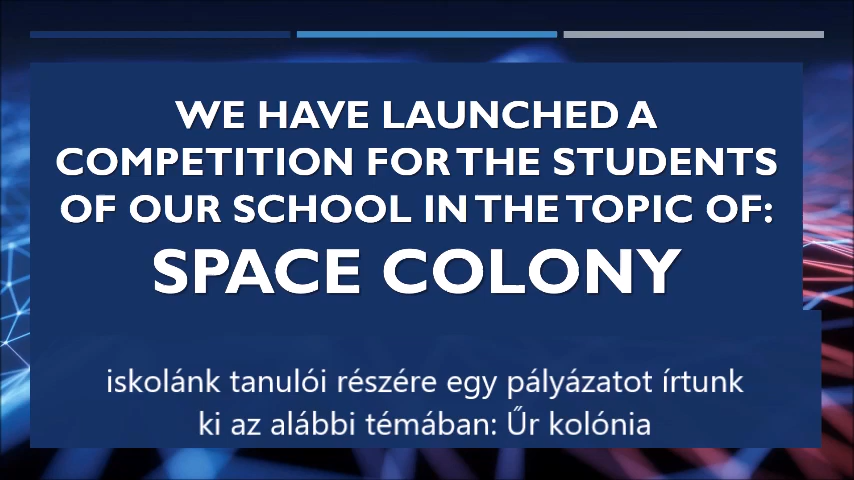 WE HAVE LAUNCHED A
COMPETITION FOR THE STUDENTS
OF OUR SCHOOL IN THE TOPIC OF:
SPACE COLONY
iskolánk tanulói részére egy pályázatot írtunk
ki az alábbi témában: Űr kolónia